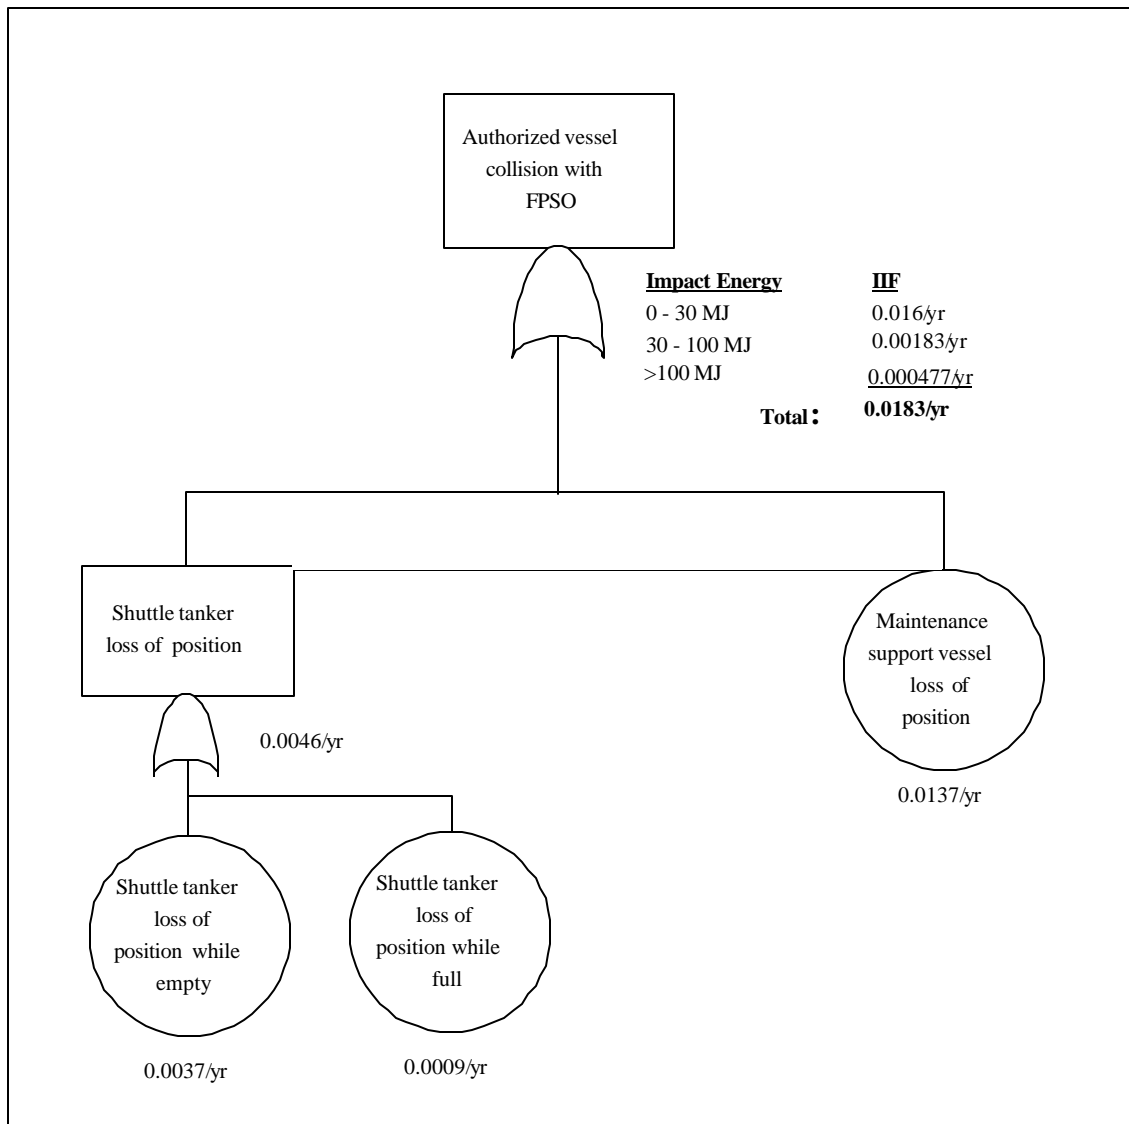 Authorized vessel
collision with
FPSO
Impact Energy IIF
0 - 30 MJ 0.016/yr
30 - 100 MJ 0.00183/yr
>100 MJ 0.000477/yr
Total: 0.0183/yr
Shuttle tanker
loss of position
0.0046/yr
Maintenance
support vessel
loss of
position
0.0137/yr
Shuttle tanker
loss of
position while
empty
0.0037/yr
Shuttle tanker
loss of
position while
full
0.0009/yr